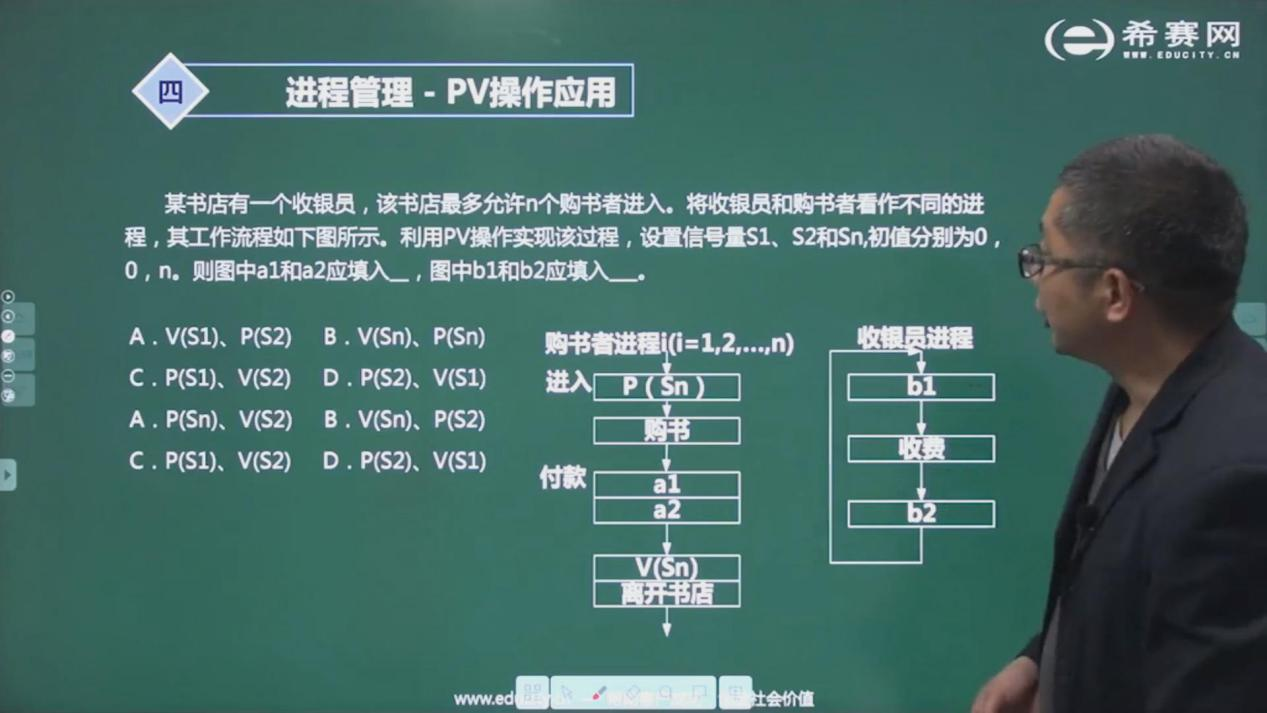 希赛网
WWW.EDUCITY.CN
四 进程管理 - PV操作应用
某书店有一个收银员，该书店最多允许n个购书者进入。将收银员和购书者看作不同的进
程，其工作流程如下图所示。利用PV操作实现该过程，设置信号量S1、S2和Sn,初值分别为0，
0，n。则图中a1和a2应填入__，图中b1和b2应填入___。
A．V(S1)、P(S2) B．V(Sn)、P(Sn)
C．P(S1)、V(S2) D．P(S2)、V(S1)
A．P(Sn)、V(S2) B．V(Sn)、P(S2)
C．P(S1)、V(S2) D．P(S2)、V(S1)
购书者进程i(i=1,2,...,n)
进入
P（Sn）
购书
付款
a1
a2
V(Sn)
离开书店
收银员进程
b1
收费
b2
www.edu
社会价值